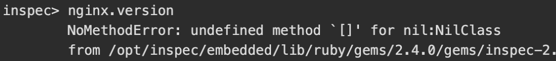 inspec> nginx.version
NoMethodError: undefined method `[]' for nil:NilClass
from /opt/inspec/embedded/lib/ruby/gems/2.4.0/gems/inspec-2.